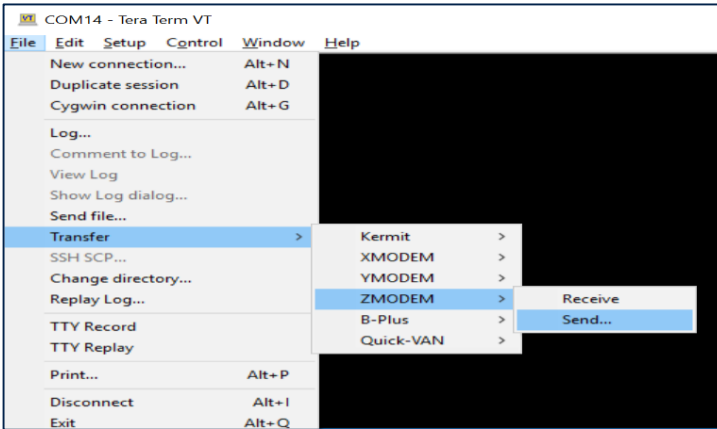 COM14 - Tera Term VT
File Edit Setup Control Window Help
New connection... Alt+N
Duplicate session Alt+D
Cygwin connection Alt+G
Log...
Comment to Log...
View Log
Show Log dialog...
Send file...
Transfer >
SSH SCP...
Change directory...
Replay Log...
TTY Record
TTY Replay
Print... Alt+P
Disconnect Alt+I
Exit Alt+Q
Kermit >
XMODEM >
YMODEM >
ZMODEM >
B-Plus >
Quick-VAN >
Receive
Send...